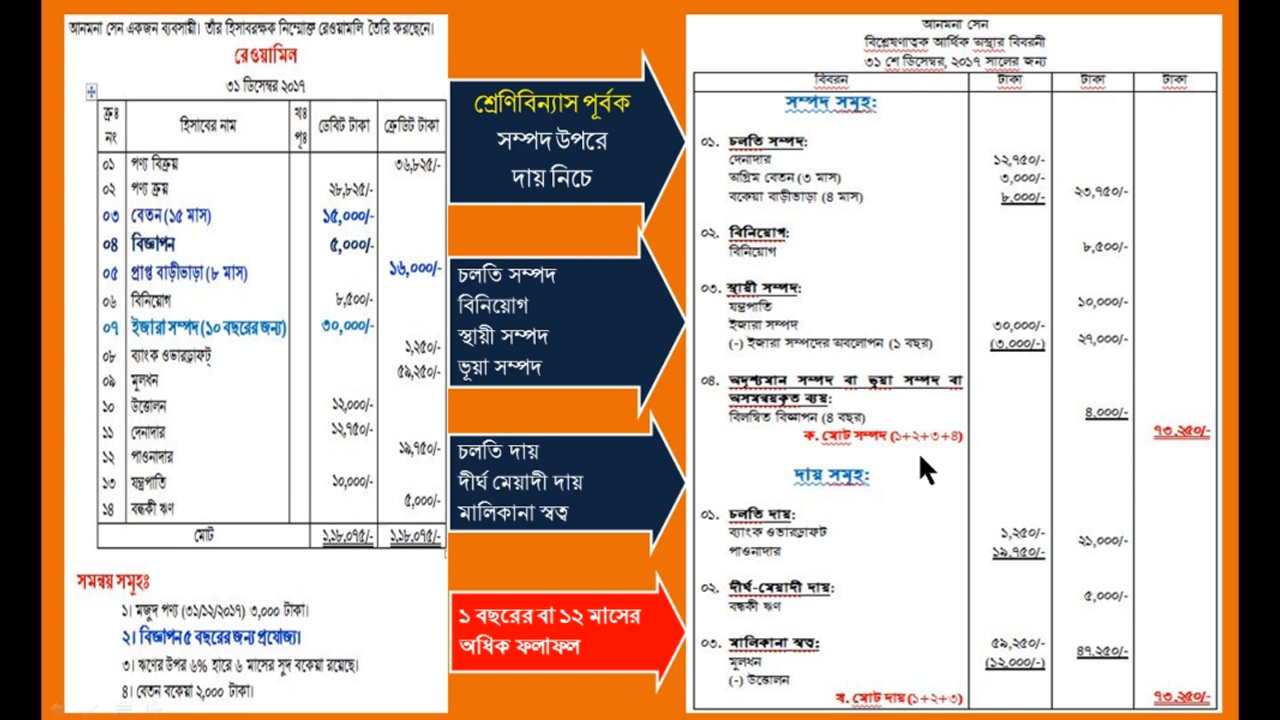 আনমনা সেন একজন ব্যবসায়ী। তাঁর হিসাবরক্ষক নিম্মোক্ত রেওয়ামলি তৈরি করছেনে।
রেওয়ামিল
৩১ ডিসেম্বর ২০১৭
ক্রঃ নং হিসাবের নাম খঃ পৃঃ ডেবিট টাকা ক্রেডিট টাকা
০১ পণ্য বিক্রয় ৩৬,৮২৫/-
০২ পণ্য ক্রয় ২৮,৮২৫/-
০৩ বেতন (১৫ মাস) ১৫,০০০/-
০৪ বিজ্ঞাপন ৫,০০০/-
০৫ প্রাপ্ত বাড়ীভাড়া (৮ মাস) ১৬,০০০/-
০৬ বিনিয়োগ ৮,৫০০/-
০৭ ইজারা সম্পদ (১০ বছরের জন্য) ৩০,০০০/-
০৮ ব্যাংক ওভারড্রাফট্ ১,২৫০/-
০৯ মূলধন ৫৯,২৫০/-
১০ উত্তোলন ১২,০০০/-
১১ দেনাদার ১২,৭৫০/-
১২ পাওনাদার ১৯,৭৫০/-
১৩ যন্ত্রপাতি ১০,০০০/-
১৪ বন্ধকী ঋণ ৫,০০০/-
মোট ১,১৮,০৭৫/- ১,১৮,০৭৫/-
সমন্বয় সমূহঃ
১। মজুদ পণ্য (৩১/১২/২০১৭) ৩,০০০ টাকা।
২। বিজ্ঞাপন ৫ বছরের জন্য প্রযোজ্য।
৩। ঋণের উপর ৬% হারে ৬ মাসের সুদ বকেয়া রয়েছে।
৪। বেতন বকেয়া ২,০০০ টাকা।
শ্রেণিবিন্যাস পূর্বক
সম্পদ উপরে
দায় নিচে
চলতি সম্পদ
বিনিয়োগ
স্থায়ী সম্পদ
ভূয়া সম্পদ
চলতি দায়
দীর্ঘ মেয়াদী দায়
মালিকানা স্বত্ব
১ বছরের বা ১২ মাসের
অধিক ফলাফল
আনমনা সেন
বিশ্লেষণাত্বক আর্থিক অস্থার বিবরনী
৩১ শে ডিসেম্বর, ২০১৭ সালের জন্য
বিবরন টাকা টাকা টাকা
সম্পদ সমূহ:
০১. চলতি সম্পদ:
দেনাদার ১২,৭৫০/-
অগ্রিম বেতন (৩ মাস) ৩,০০০/-
বকেয়া বাড়ীভাড়া (৪ মাস) ৮,০০০/- ২৩,৭৫০/-
০২. বিনিয়োগ:
বিনিয়োগ ৮,৫০০/-
০৩. স্থায়ী সম্পদ:
যন্ত্রপাতি ১০,০০০/-
ইজারা সম্পদ ৩০,০০০/-
(-) ইজারা সম্পদের অবলোপন (১ বছর) (৩,০০০/-) ২৭,০০০/-
০৪. অদৃশ্যমান সম্পদ বা ভুয়া সম্পদ বা
অসমন্বয়কৃত ব্যয়:
বিলম্বিত বিজ্ঞাপন (৪ বছর) ৪,০০০/-
ক. মোট সম্পদ (১+২+৩+৪) ৭৩,২৫০/-
দায় সমূহ:
০১. চলতি দায়:
ব্যাংক ওভারড্রাফট ১,২৫০/-
পাওনাদার ১৯,৭৫০/- ২১,০০০/-
০২. দীর্ঘ-মেয়াদী দায়:
বন্ধকী ঋণ ৫,০০০/-
০৩. মালিকানা স্বত্ব:
মূলধন ৫৯,২৫০/-
(-) উত্তোলন (১২,০০০/-) ৪৭,২৫০/-
ব. মোট দায় (১+২+৩) ৭৩,২৫০/-